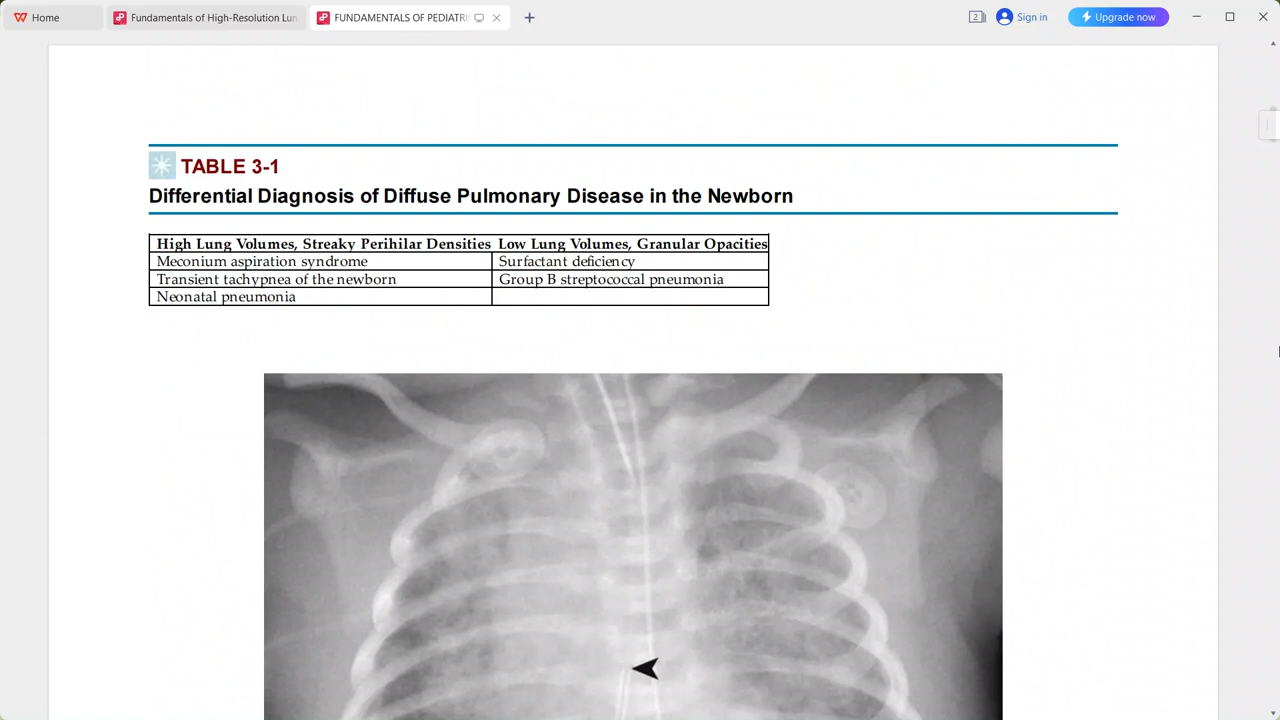 Home
Fundamentals of High-Resolution Lun
FUNDAMENTALS OF PEDIATRI
2
Sign in
Upgrade now
TABLE 3-1
Differential Diagnosis of Diffuse Pulmonary Disease in the Newborn
High Lung Volumes, Streaky Perihilar Densities Low Lung Volumes, Granular Opacities
Meconium aspiration syndrome Surfactant deficiency
Transient tachypnea of the newborn Group B streptococcal pneumonia
Neonatal pneumonia